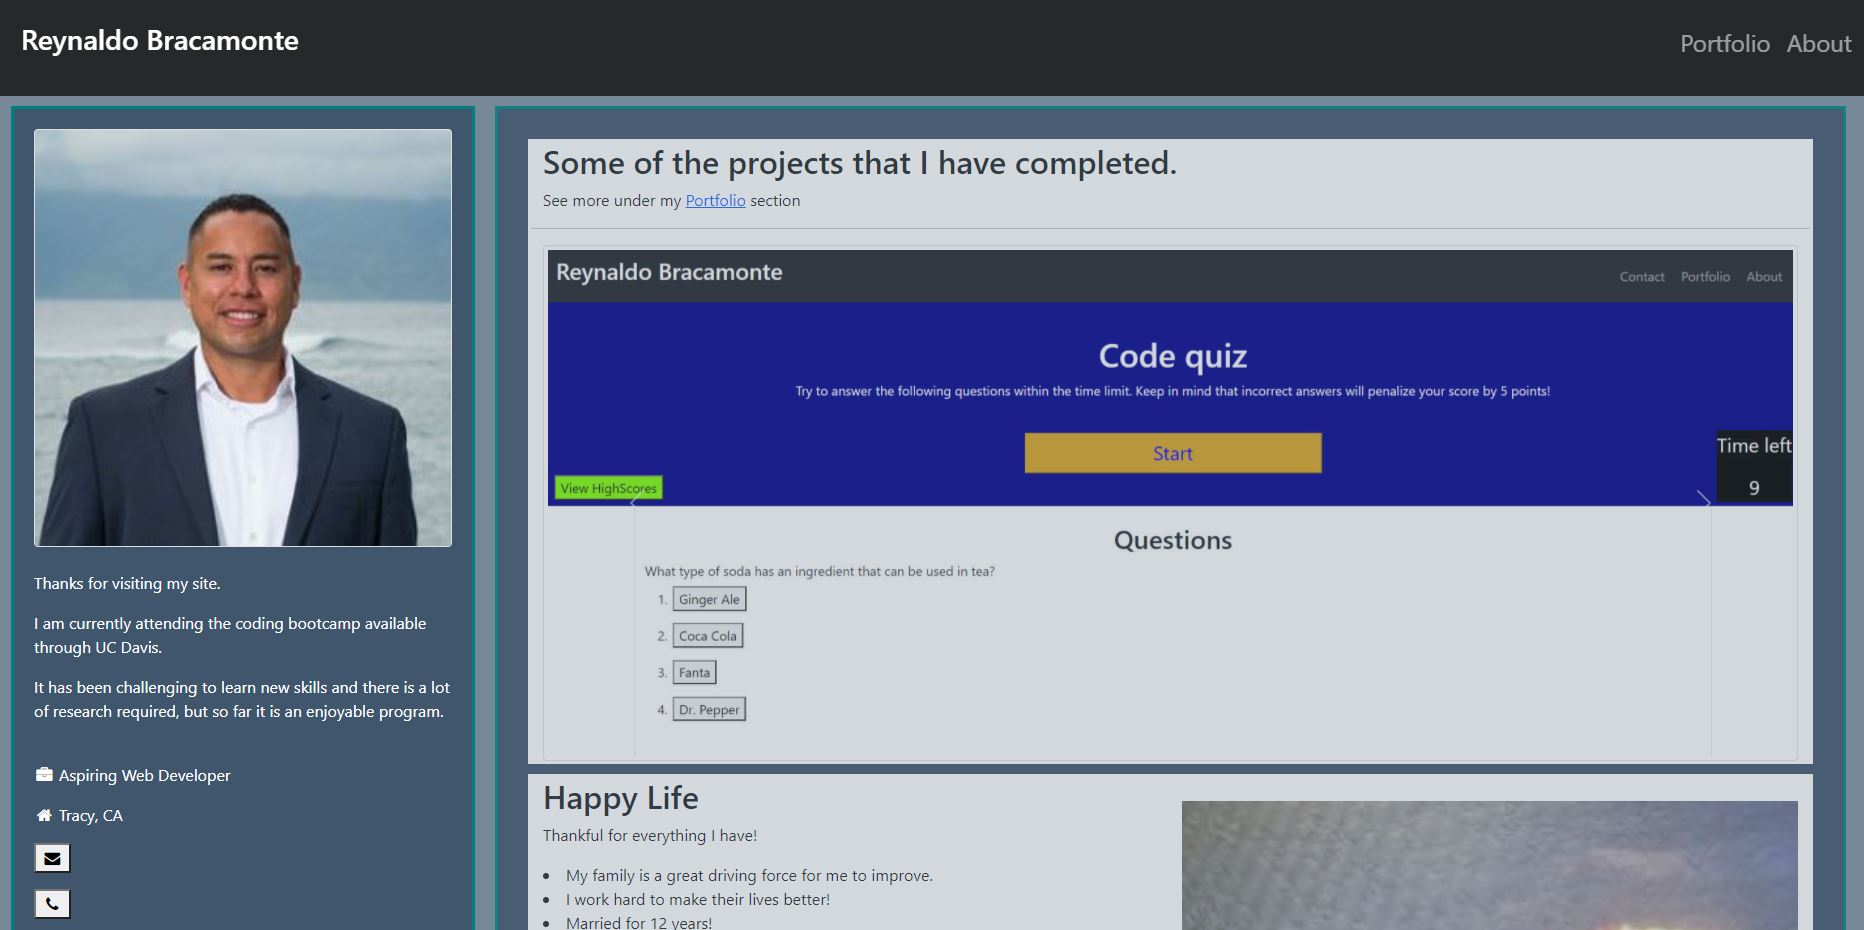 Reynaldo Bracamonte
Portfolio About
Thanks for visiting my site.
I am currently attending the coding bootcamp available
through UC Davis.
It has been challenging to learn new skills and there is a lot
of research required, but so far it is an enjoyable program.
Aspiring Web Developer
Tracy, CA
Some of the projects that I have completed.
See more under my Portfolio section
Reynaldo Bracamonte
Contact Portfolio About
Code quiz
Try to answer the following questions within the time limit. Keep in mind that incorrect answers will penalize your score by 5 points!
Start
Time left
9
View HighScores
Questions
What type of soda has an ingredient that can be used in tea?
1. Ginger Ale
2. Coca Cola
3. Fanta
4. Dr. Pepper
Happy Life
Thankful for everything I have!
• My family is a great driving force for me to improve.
• I work hard to make their lives better!
• Married for 12 years!